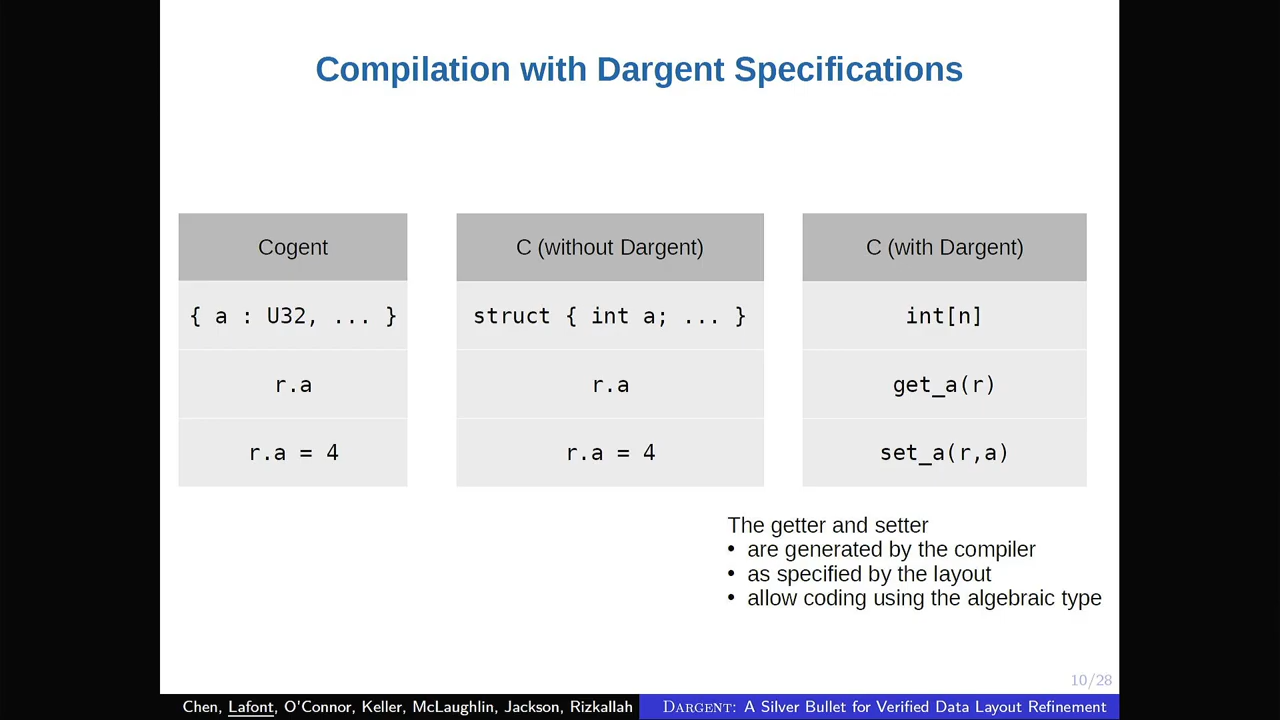 Compilation with Dargent Specifications
Cogent
C (without Dargent)
C (with Dargent)
{ a : U32, ... }
struct { int a; ... }
int[n]
r.a
r.a
get_a(r)
r.a = 4
r.a = 4
set_a(r,a)
The getter and setter
• are generated by the compiler
• as specified by the layout
• allow coding using the algebraic type
10/28
Chen, Lafont, O'Connor, Keller, McLaughlin, Jackson, Rizkallah
DARGENT: A Silver Bullet for Verified Data Layout Refinement